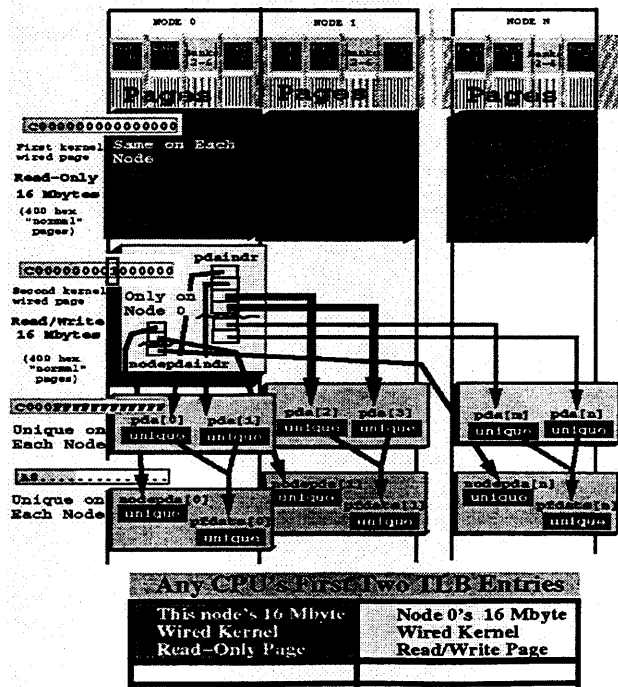 NODE 0
NODE 1
NODE N
Pages
Pages
Pages
C000000000000000
First kernel
wired page
Read-Only
16 Mbytes
(400 hex
"normal"
pages)
Same on Each
Node
C000000001000000
Second kernel
wired page
Read/Write
16 Mbytes
(400 hex
"normal"
pages)
pdaindr
Only on
Node 0
nodepdaindr
Unique on
Each Node
pda[0]
unique
pda[1]
unique
pda[2]
unique
pda[3]
unique
pda[m]
unique
pda[n]
unique
Unique on
Each Node
nodepda[0]
unique
unique
unique
unique
nodepda[n]
unique
unique
Any CPU's First Two TLB Entries
This node's 16 Mbyte
Wired Kernel
Read-Only Page
Node 0's 16 Mbyte
Wired Kernel
Read/Write Page